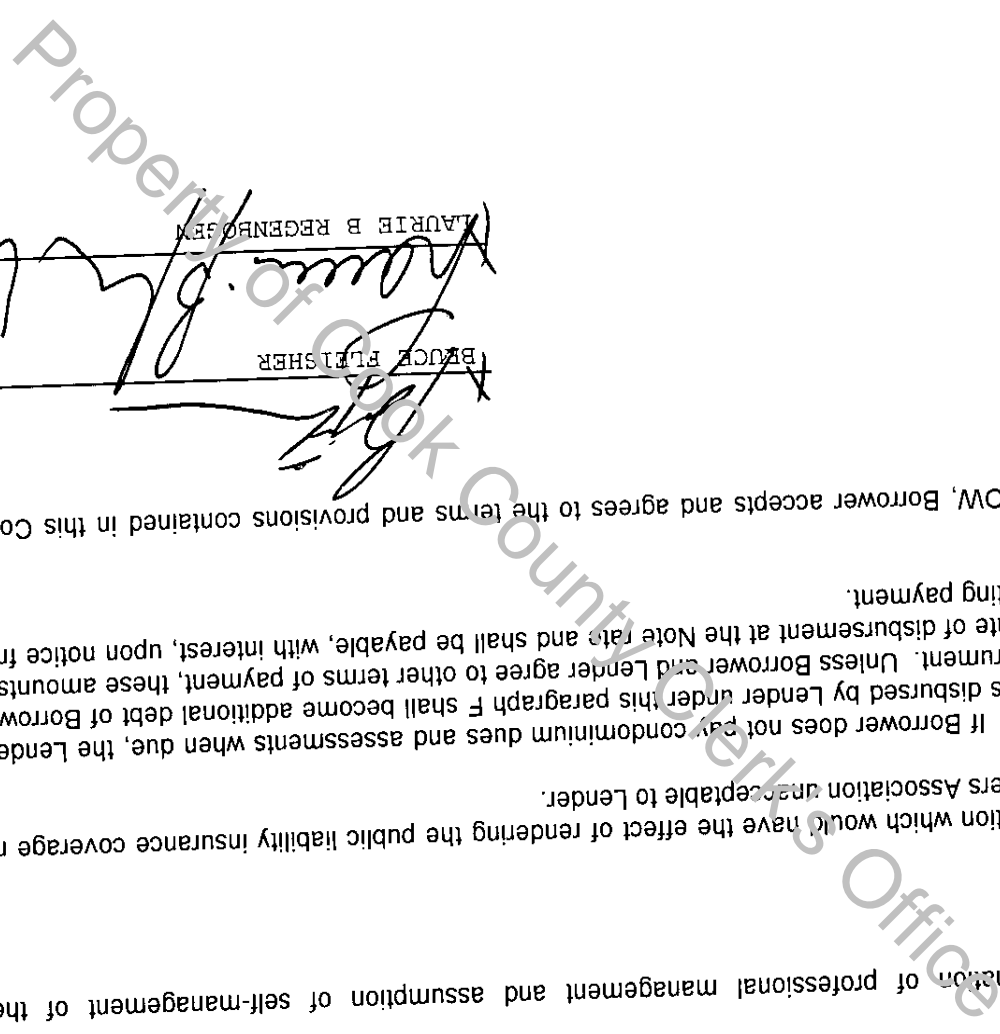 nation of professional management and assumption of self-management of the
tion which would have the effect of rendering the public liability insurance coverage
ers Association unacceptable to Lender.
If Borrower does not pay condominium dues and assessments when due, the Lende
s disbursed by Lender under this paragraph F shall become additional debt of Borrow
rument. Unless Borrower and Lender agree to other terms of payment, these amounts
te of disbursement at the Note rate and shall be payable, with interest, upon notice fr
ting payment.
OW, Borrower accepts and agrees to the terms and provisions contained in this Co
BRUCE FLEISHER
LAURIE B REGENBOGEN
Property of Cook County Clerk's Office